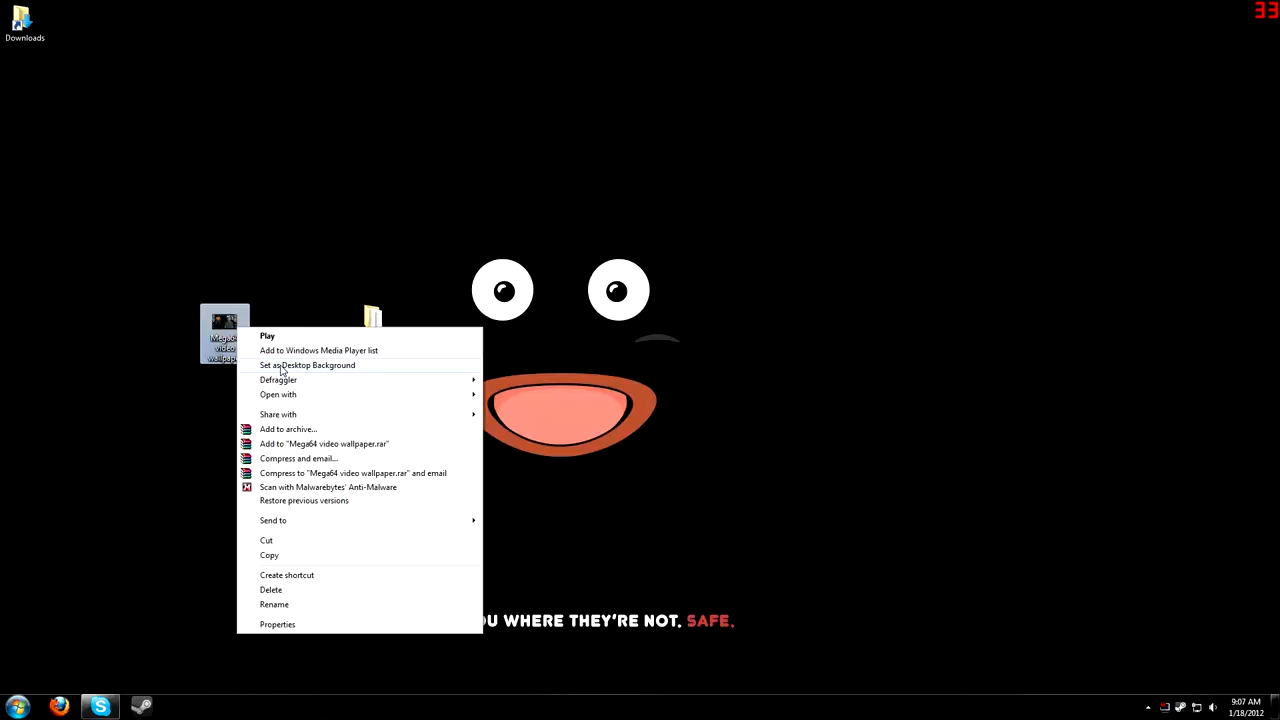 33
Downloads
Mega64
video
wallpaper
Play
Add to Windows Media Player list
Set as Desktop Background
Defraggler
Open with
Share with
Add to archive...
Add to "Mega64 video wallpaper.rar"
Compress and email...
Compress to "Mega64 video wallpaper.rar" and email
Scan with Malwarebytes' Anti-Malware
Restore previous versions
Send to
Cut
Copy
Create shortcut
Delete
Rename
Properties
OU WHERE THEY'RE NOT. SAFE.
9:07 AM
1/18/2012